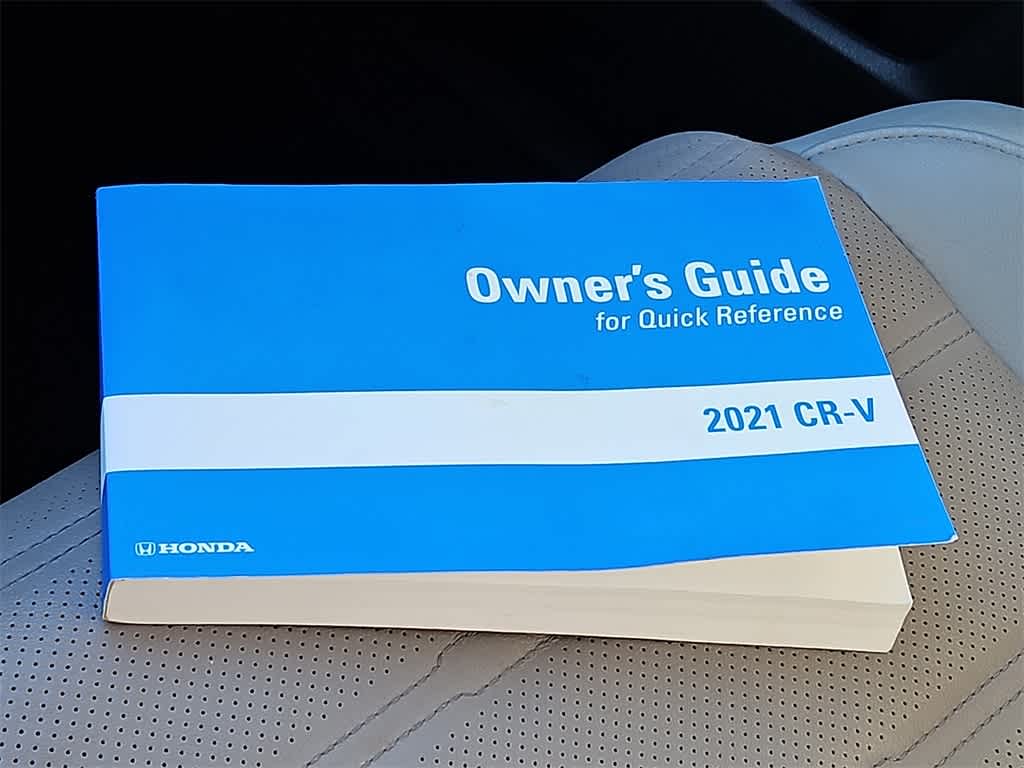 Owner's Guide
for Quick Reference
2021 CR-V
HONDA